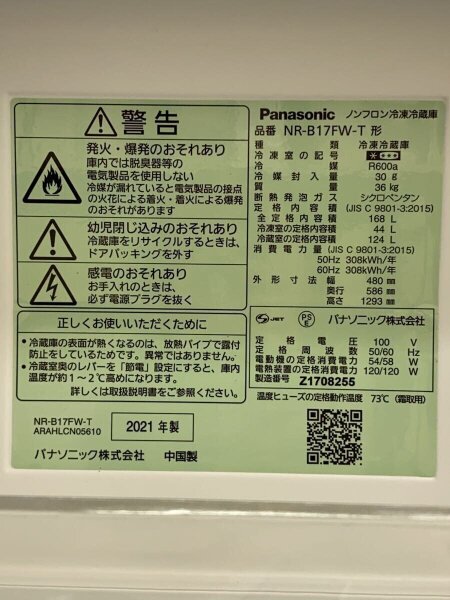 警告
発火・爆発のおそれあり
庫内では脱臭器等の
電気製品を使用しない
冷媒が漏れていると電気製品の接点
の火花による着火・着火による爆発
のおそれあり
幼児閉じ込みのおそれあり
冷蔵庫をリサイクルするときは、
ドアパッキングを外す
感電のおそれあり
お手入れのときは、
必ず電源プラグを抜く
正しくお使いいただくために
・冷蔵庫の表面が熱くなるのは、放熱パイプで露付
防止をしているためです。異常ではありません。
・冷蔵室奥のレバーを「節電」設定にすると、庫内
温度が約1～2℃高めになります。
詳しくは取扱説明書をご参照ください。
NR-B17FW-T
ARAHLCN05610
2021年製
パナソニック株式会社 中国製
Panasonic ノンフロン冷凍冷蔵庫
品番 NR-B17FW-T 形
種類 冷凍冷蔵庫
冷凍室の記号 ＊＊＊＊
冷媒 R600a
冷媒封入量 30g
質量 36kg
断熱発泡ガス シクロペンタン
定格内容積 (JIS C 9801-3:2015)
全定格内容積 168 L
冷凍室の定格内容積 44 L
冷蔵室の定格内容積 124 L
消費電力量 (JIS C 9801-3:2015)
50Hz 308kWh/年
60Hz 308kWh/年
外形寸法 幅 480 mm
奥行 586 mm
高さ 1293 mm
S JET PSE パナソニック株式会社
定格電圧 100 V
定格周波数 50/60 Hz
電動機の定格消費電力 54/58 W
電熱装置の定格消費電力 120/120 W
製造番号 Z1708255
温度ヒューズの定格動作温度 73℃ (霜取用)